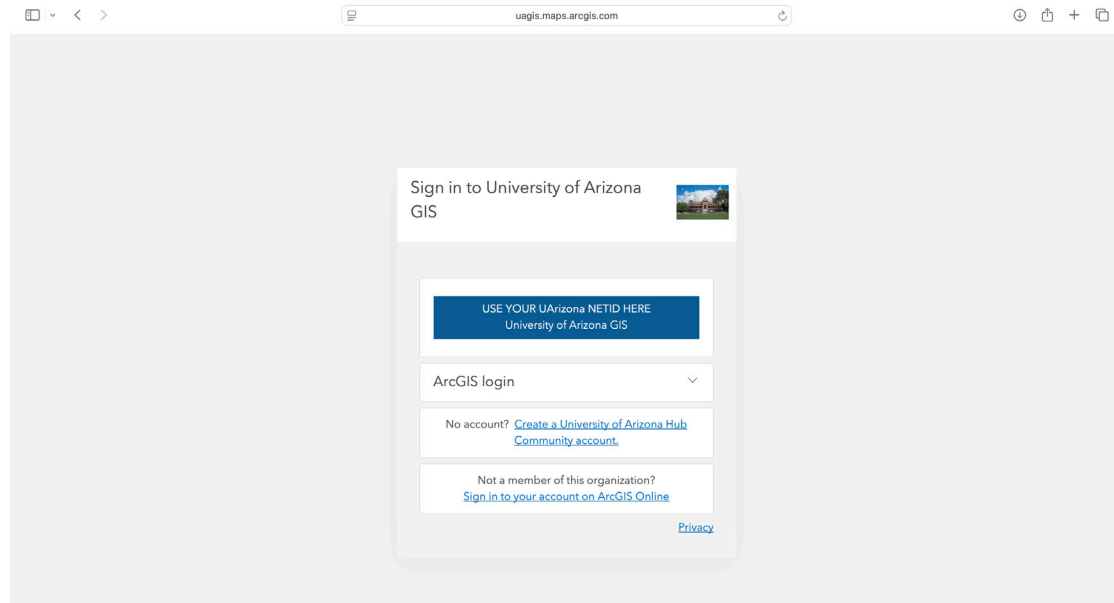 uagis.maps.arcgis.com
Sign in to University of Arizona
GIS
USE YOUR UArizona NETID HERE
University of Arizona GIS
ArcGIS login
No account? Create a University of Arizona Hub
Community account.
Not a member of this organization?
Sign in to your account on ArcGIS Online
Privacy